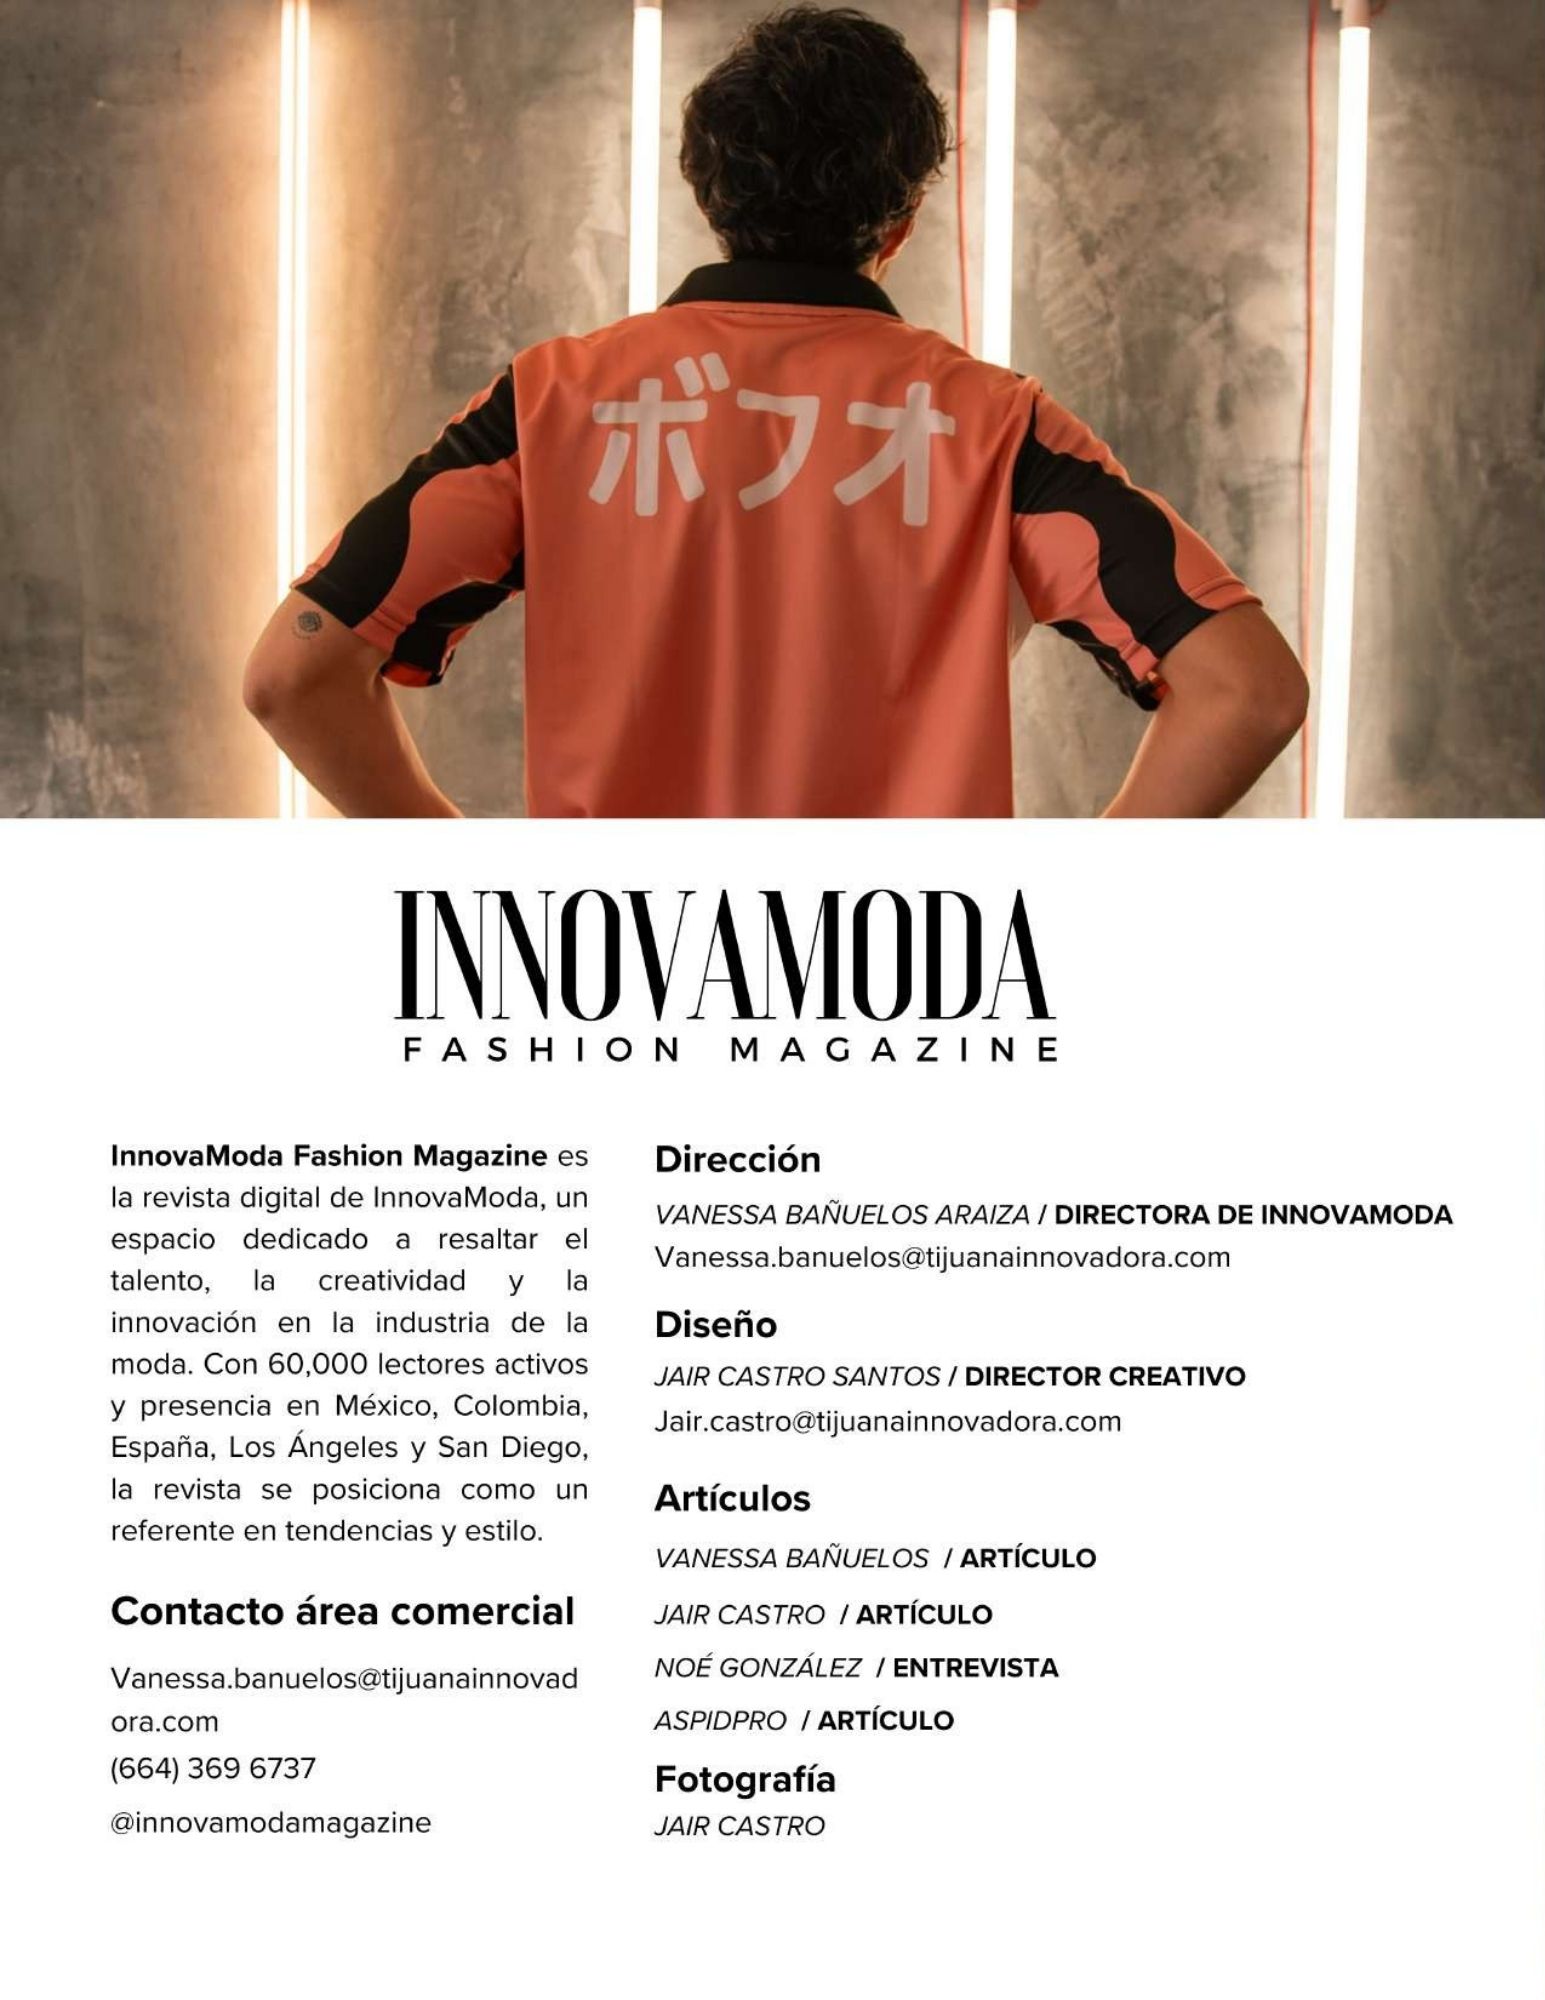 ボフオ
INNOVAMODA
FASHION MAGAZINE
InnovaModa Fashion Magazine es
la revista digital de InnovaModa, un
espacio dedicado a resaltar el
talento, la creatividad y la
innovación en la industria de la
moda. Con 60,000 lectores activos
y presencia en México, Colombia,
España, Los Ángeles y San Diego,
la revista se posiciona como un
referente en tendencias y estilo.
Contacto área comercial
Vanessa.banuelos@tijuanainnovad
ora.com
(664) 369 6737
@innovamodamagazine
Dirección
VANESSA BAÑUELOS ARAIZA / DIRECTORA DE INNOVAMODA
Vanessa.banuelos@tijuanainnovadora.com
Diseño
JAIR CASTRO SANTOS / DIRECTOR CREATIVO
Jair.castro@tijuanainnovadora.com
Artículos
VANESSA BAÑUELOS / ARTÍCULO
JAIR CASTRO / ARTÍCULO
NOÉ GONZÁLEZ / ENTREVISTA
ASPIDPRO / ARTÍCULO
Fotografía
JAIR CASTRO